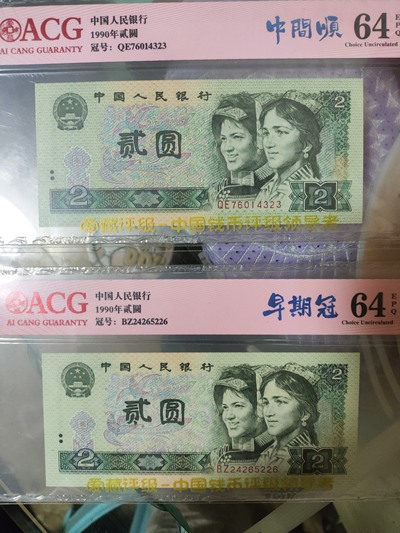 ACG
AI CANG GUARANTY
中国人民银行
1990年贰圆
冠号：QE76014323
中間順
64
EPQ
Choice Uncirculated
中国人民银行
2
贰圆
QE76014323
2
2
爱藏评级-中国钱币评级领导者
ACG
AI CANG GUARANTY
中国人民银行
1990年贰圆
冠号：BZ24265226
早期冠
64
EPQ
Choice Uncirculated
中国人民银行
2
贰圆
BZ24265226
2
2
爱藏评级-中国钱币评级领导者